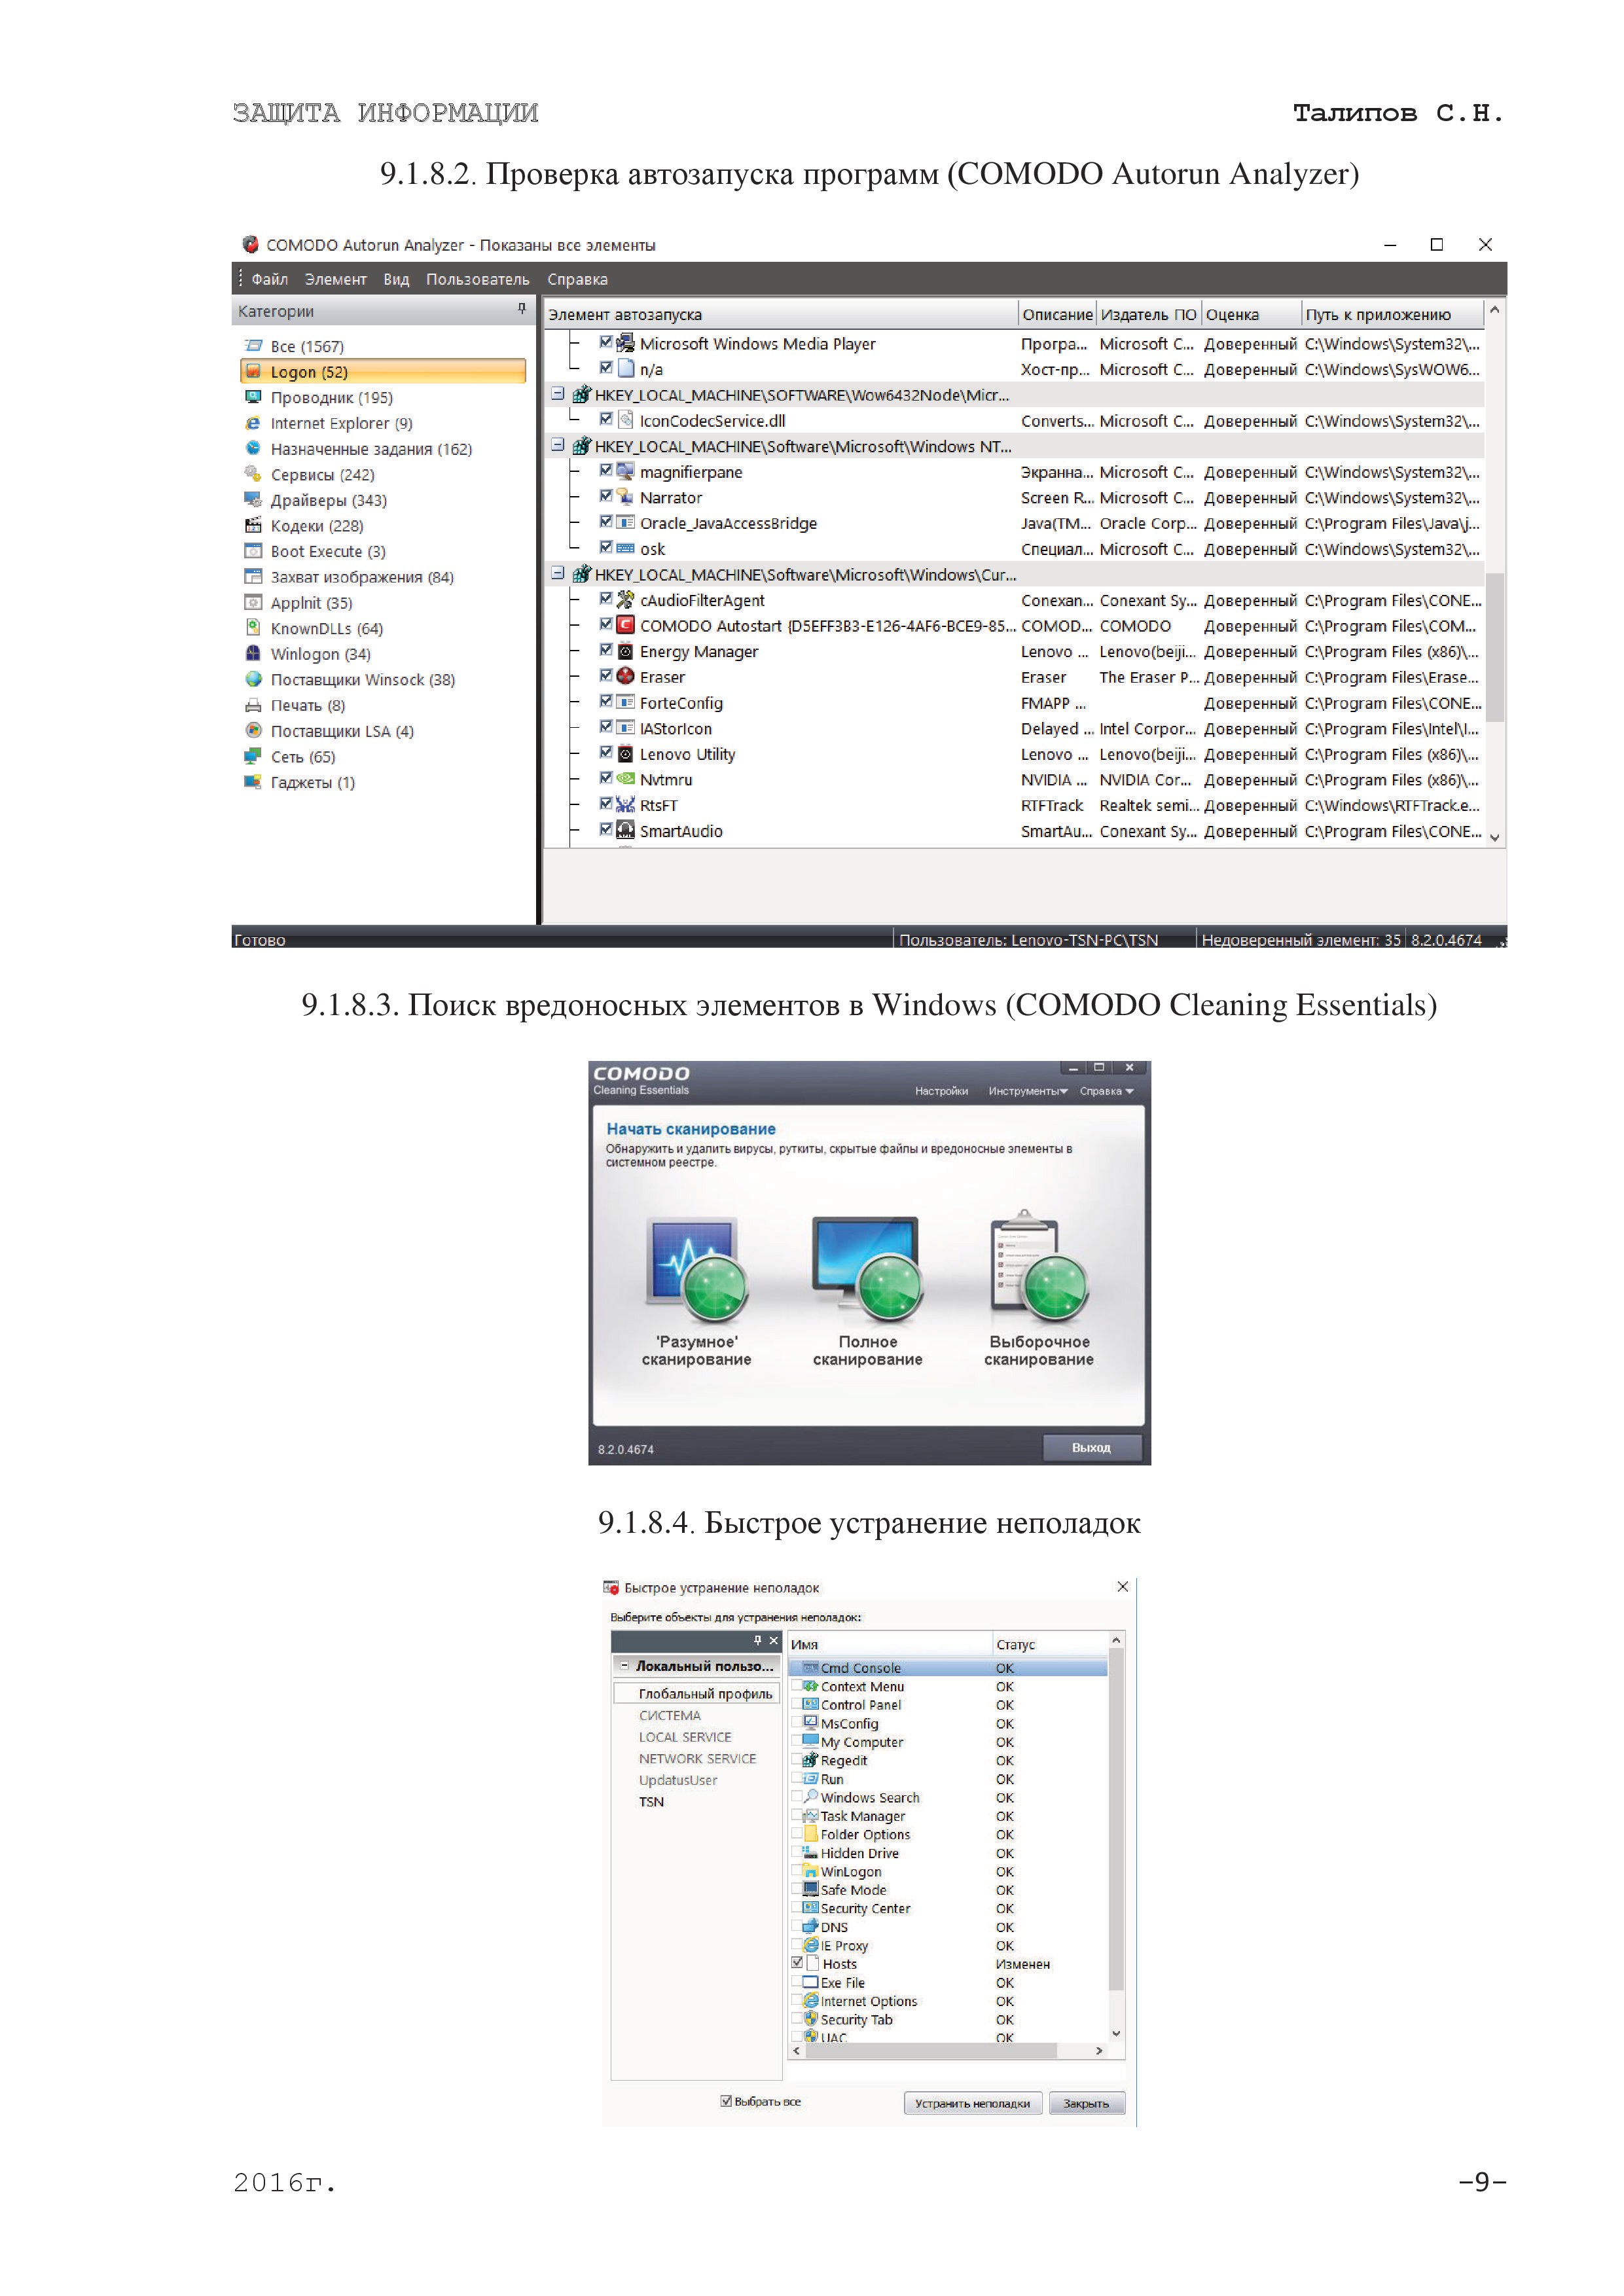 ЗАЩИТА ИНФОРМАЦИИ Талипов С.Н.
9.1.8.2. Проверка автозапуска программ (COMODO Autorun Analyzer)
COMODO Autorun Analyzer - Показаны все элементы
Файл Элемент Вид Пользователь Справка
Категории
Все (1567)
Logon (52)
Проводник (195)
Internet Explorer (9)
Назначенные задания (162)
Сервисы (242)
Драйверы (343)
Кодеки (228)
Boot Execute (3)
Захват изображения (84)
AppInit (35)
KnownDLLs (64)
Winlogon (34)
Поставщики Winsock (38)
Печать (8)
Поставщики LSA (4)
Сеть (65)
Гаджеты (1)
Элемент автозапуска Описание Издатель ПО Оценка Путь к приложению
Microsoft Windows Media Player Програ... Microsoft C... Доверенный C:\Windows\System32\...
n/a Хост-пр... Microsoft C... Доверенный C:\Windows\SysWOW6...
HKEY_LOCAL_MACHINE\SOFTWARE\Wow6432Node\Micr...
IconCodecService.dll Converts... Microsoft C... Доверенный C:\Windows\System32\...
HKEY_LOCAL_MACHINE\Software\Microsoft\Windows NT...
magnifierpane Экранна... Microsoft C... Доверенный C:\Windows\System32\...
Narrator Screen R... Microsoft C... Доверенный C:\Windows\System32\...
Oracle_JavaAccessBridge Java(TM... Oracle Corp... Доверенный C:\Program Files\Java\j...
osk Специал... Microsoft C... Доверенный C:\Windows\System32\...
HKEY_LOCAL_MACHINE\Software\Microsoft\Windows\Cur...
cAudioFilterAgent Conexan... Conexant Sy... Доверенный C:\Program Files\CONE...
COMODO Autostart {D5EFF3B3-E126-4AF6-BCE9-85... COMOD... COMODO Доверенный C:\Program Files\COM...
Energy Manager Lenovo ... Lenovo(beiji... Доверенный C:\Program Files (x86)\...
Eraser Eraser The Eraser P... Доверенный C:\Program Files\Erase...
ForteConfig FMAPP ... Доверенный C:\Program Files\CONE...
IAStorIcon Delayed ... Intel Corpor... Доверенный C:\Program Files\Intel\I...
Lenovo Utility Lenovo ... Lenovo(beiji... Доверенный C:\Program Files (x86)\...
Nvtmru NVIDIA ... NVIDIA Cor... Доверенный C:\Program Files (x86)\...
RtsFT RTFTrack Realtek semi... Доверенный C:\Windows\RTFTrack.e...
SmartAudio SmartAu... Conexant Sy... Доверенный C:\Program Files\CONE...
Готово Пользователь: Lenovo-TSN-PC\TSN Недоверенный элемент: 35 8.2.0.4674
9.1.8.3. Поиск вредоносных элементов в Windows (COMODO Cleaning Essentials)
COMODO
Cleaning Essentials
Настройки Инструменты Справка
Начать сканирование
Обнаружить и удалить вирусы, руткиты, скрытые файлы и вредоносные элементы в
системном реестре.
'Разумное' сканирование
Полное сканирование
Выборочное сканирование
8.2.0.4674 Выход
9.1.8.4. Быстрое устранение неполадок
Быстрое устранение неполадок
Выберите объекты для устранения неполадок:
Локальный пользо...
Глобальный профиль
СИСТЕМА
LOCAL SERVICE
NETWORK SERVICE
UpdatusUser
TSN
Имя Статус
Cmd Console OK
Context Menu OK
Control Panel OK
MsConfig OK
My Computer OK
Regedit OK
Run OK
Windows Search OK
Task Manager OK
Folder Options OK
Hidden Drive OK
WinLogon OK
Safe Mode OK
Security Center OK
DNS OK
IE Proxy OK
Hosts Изменен
Exe File OK
Internet Options OK
Security Tab OK
UAC OK
Выбрать все Устранить неполадки Закрыть
2016г. -9-